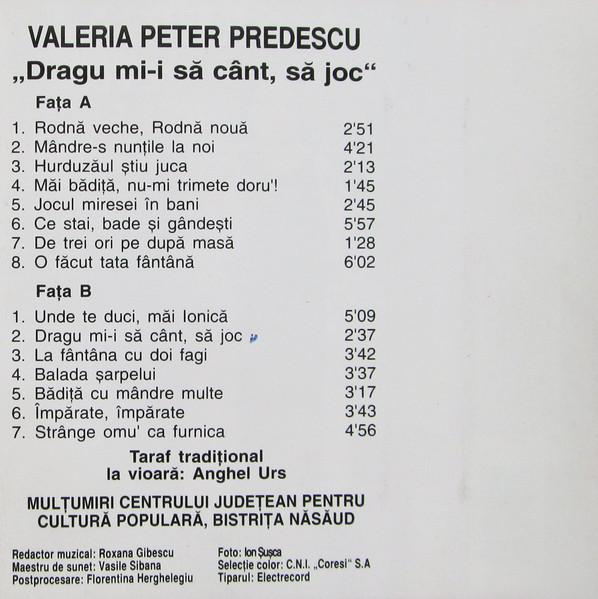 VALERIA PETER PREDESCU
„Dragu mi-i să cânt, să joc“
Fața A
1. Rodnă veche, Rodnă nouă 2'51
2. Mândre-s nunțile la noi 4'21
3. Hurduzăul știu juca 2'13
4. Măi bădiță, nu-mi trimete doru'! 1'45
5. Jocul miresei în bani 2'45
6. Ce stai, bade și gândești 5'57
7. De trei ori pe după masă 1'28
8. O făcut tata fântână 6'02
Fața B
1. Unde te duci, măi Ionică 5'09
2. Dragu mi-i să cânt, să joc 2'37
3. La fântâna cu doi fagi 3'42
4. Balada șarpelui 3'37
5. Bădiță cu mândre multe 3'17
6. Împărate, împărate 3'43
7. Strânge omu' ca furnica 4'56
Taraf tradițional
la vioară: Anghel Urs
MULȚUMIRI CENTRULUI JUDEȚEAN PENTRU
CULTURĂ POPULARĂ, BISTRIȚA NĂSĂUD
Redactor muzical: Roxana Gibescu
Maestru de sunet: Vasile Sibana
Postprocesare: Florentina Herghelegiu
Foto: Ion Șușca
Selecție color: C.N.I. „Coresi" S.A
Tiparul: Electrecord